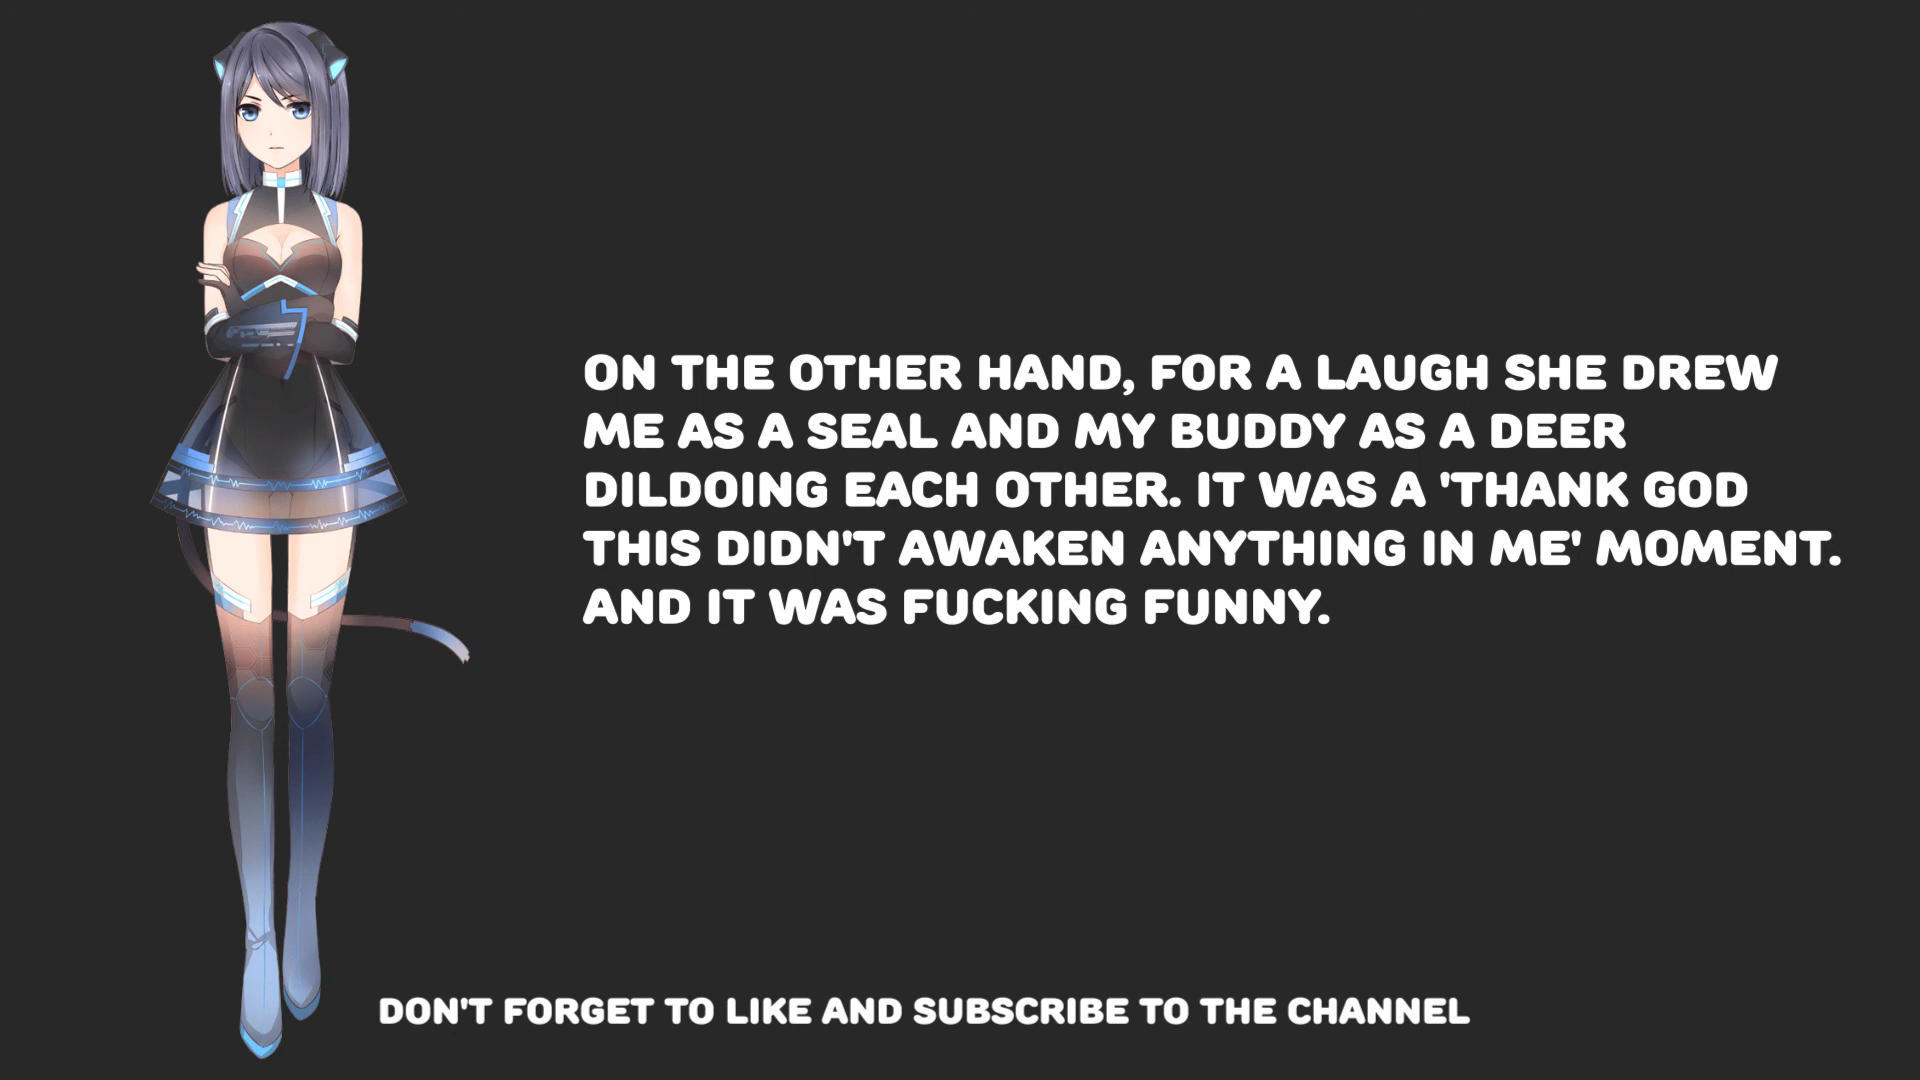 ON THE OTHER HAND, FOR A LAUGH SHE DREW
ME AS A SEAL AND MY BUDDY AS A DEER
DILDOING EACH OTHER. IT WAS A 'THANK GOD
THIS DIDN'T AWAKEN ANYTHING IN ME' MOMENT.
AND IT WAS FUCKING FUNNY.
DON'T FORGET TO LIKE AND SUBSCRIBE TO THE CHANNEL